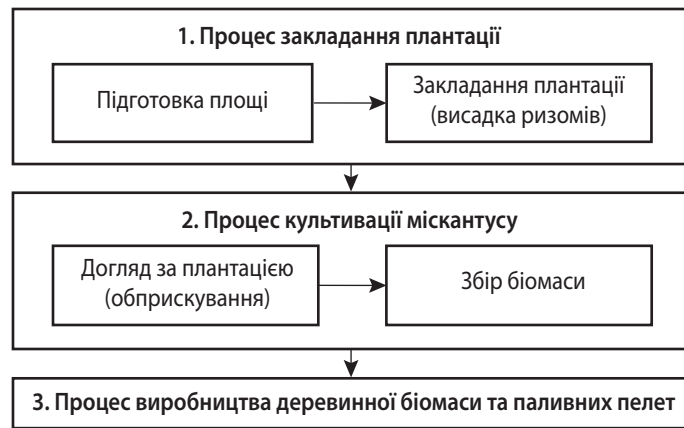 1. Процес закладання плантації
Підготовка площі
Закладання плантації
(висадка ризомів)
2. Процес культивації міскантусу
Догляд за плантацією
(обприскування)
Збір біомаси
3. Процес виробництва деревинної біомаси та паливних пелет